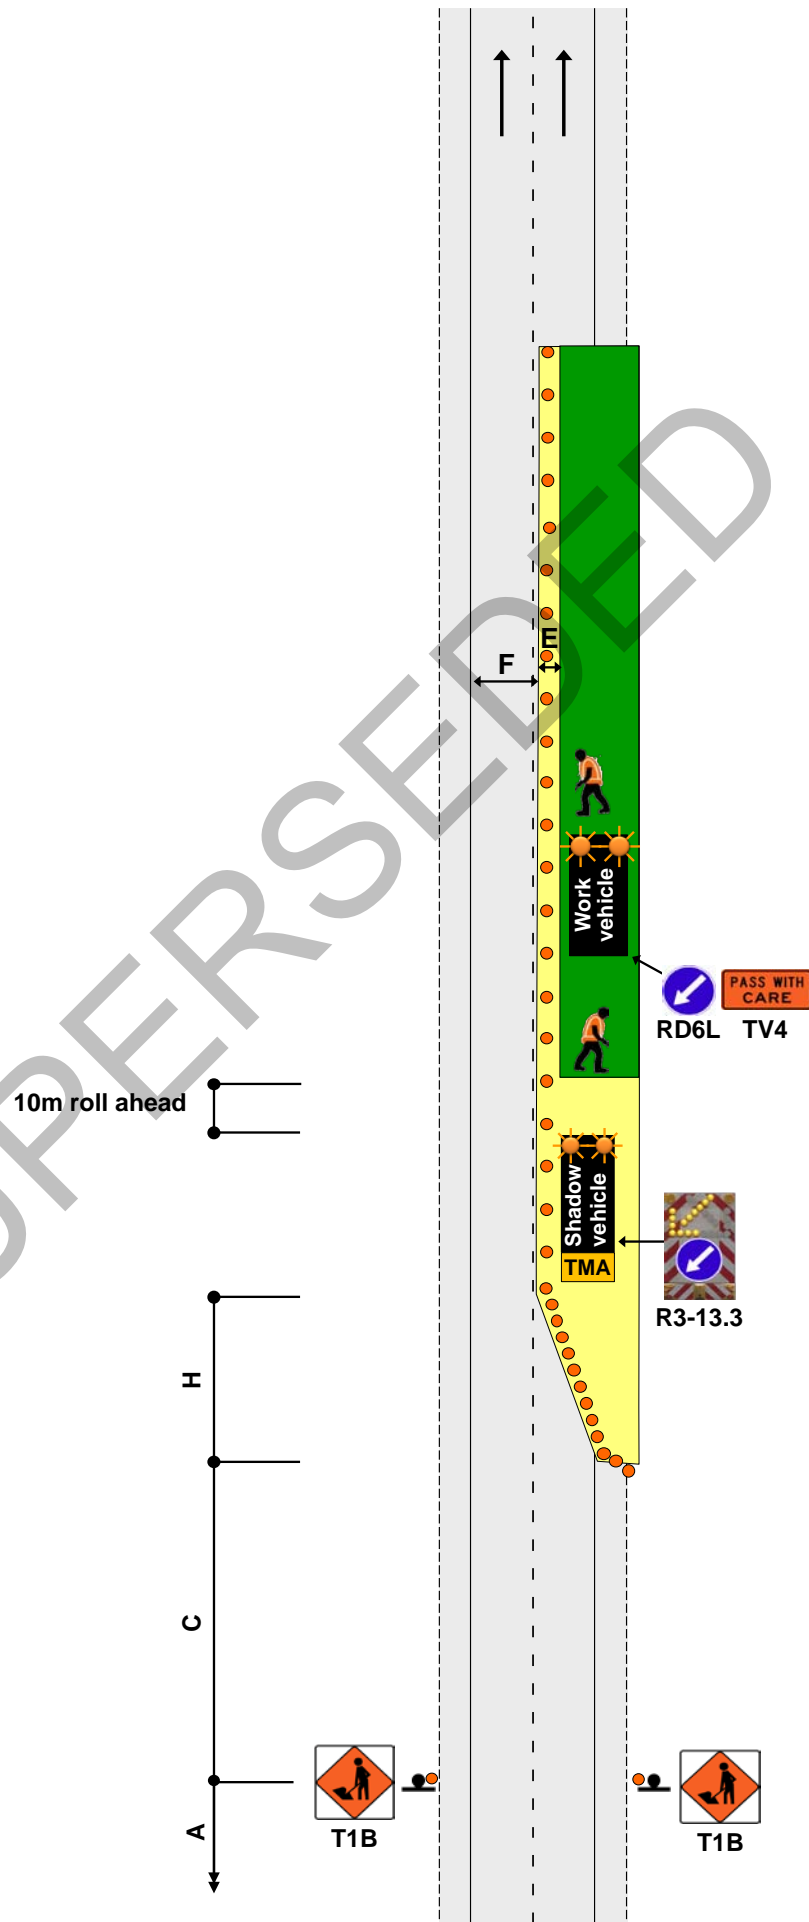 E
F
Work
vehicle
PASS WITH
CARE
RD6L TV4
10m roll ahead
Shadow
vehicle
TMA
R3-13.3
H
C
A
T1B
T1B
SUPERSEDED